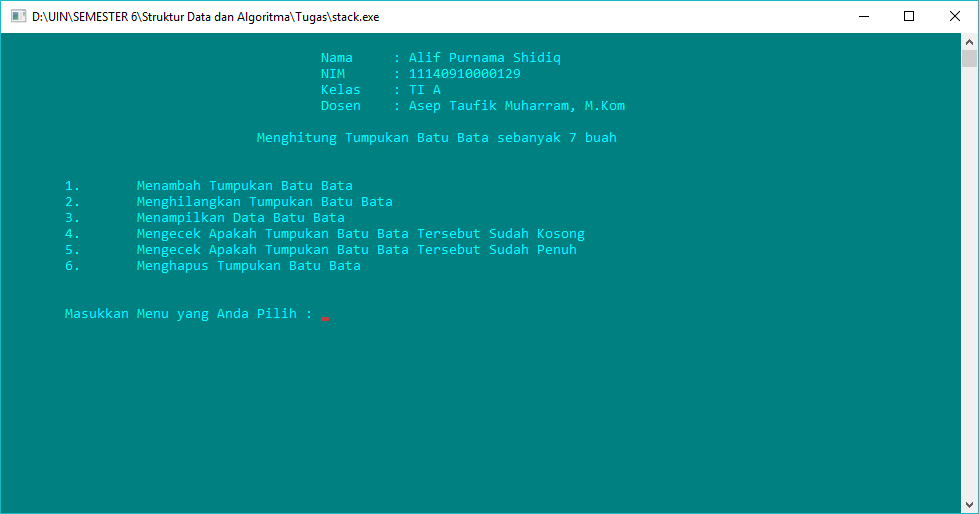 D:\UIN\SEMESTER 6\Struktur Data dan Algoritma\Tugas\stack.exe
Nama : Alif Purnama Shidiq
NIM : 11140910000129
Kelas : TI A
Dosen : Asep Taufik Muharram, M.Kom
Menghitung Tumpukan Batu Bata sebanyak 7 buah
1. Menambah Tumpukan Batu Bata
2. Menghilangkan Tumpukan Batu Bata
3. Menampilkan Data Batu Bata
4. Mengecek Apakah Tumpukan Batu Bata Tersebut Sudah Kosong
5. Mengecek Apakah Tumpukan Batu Bata Tersebut Sudah Penuh
6. Menghapus Tumpukan Batu Bata
Masukkan Menu yang Anda Pilih :